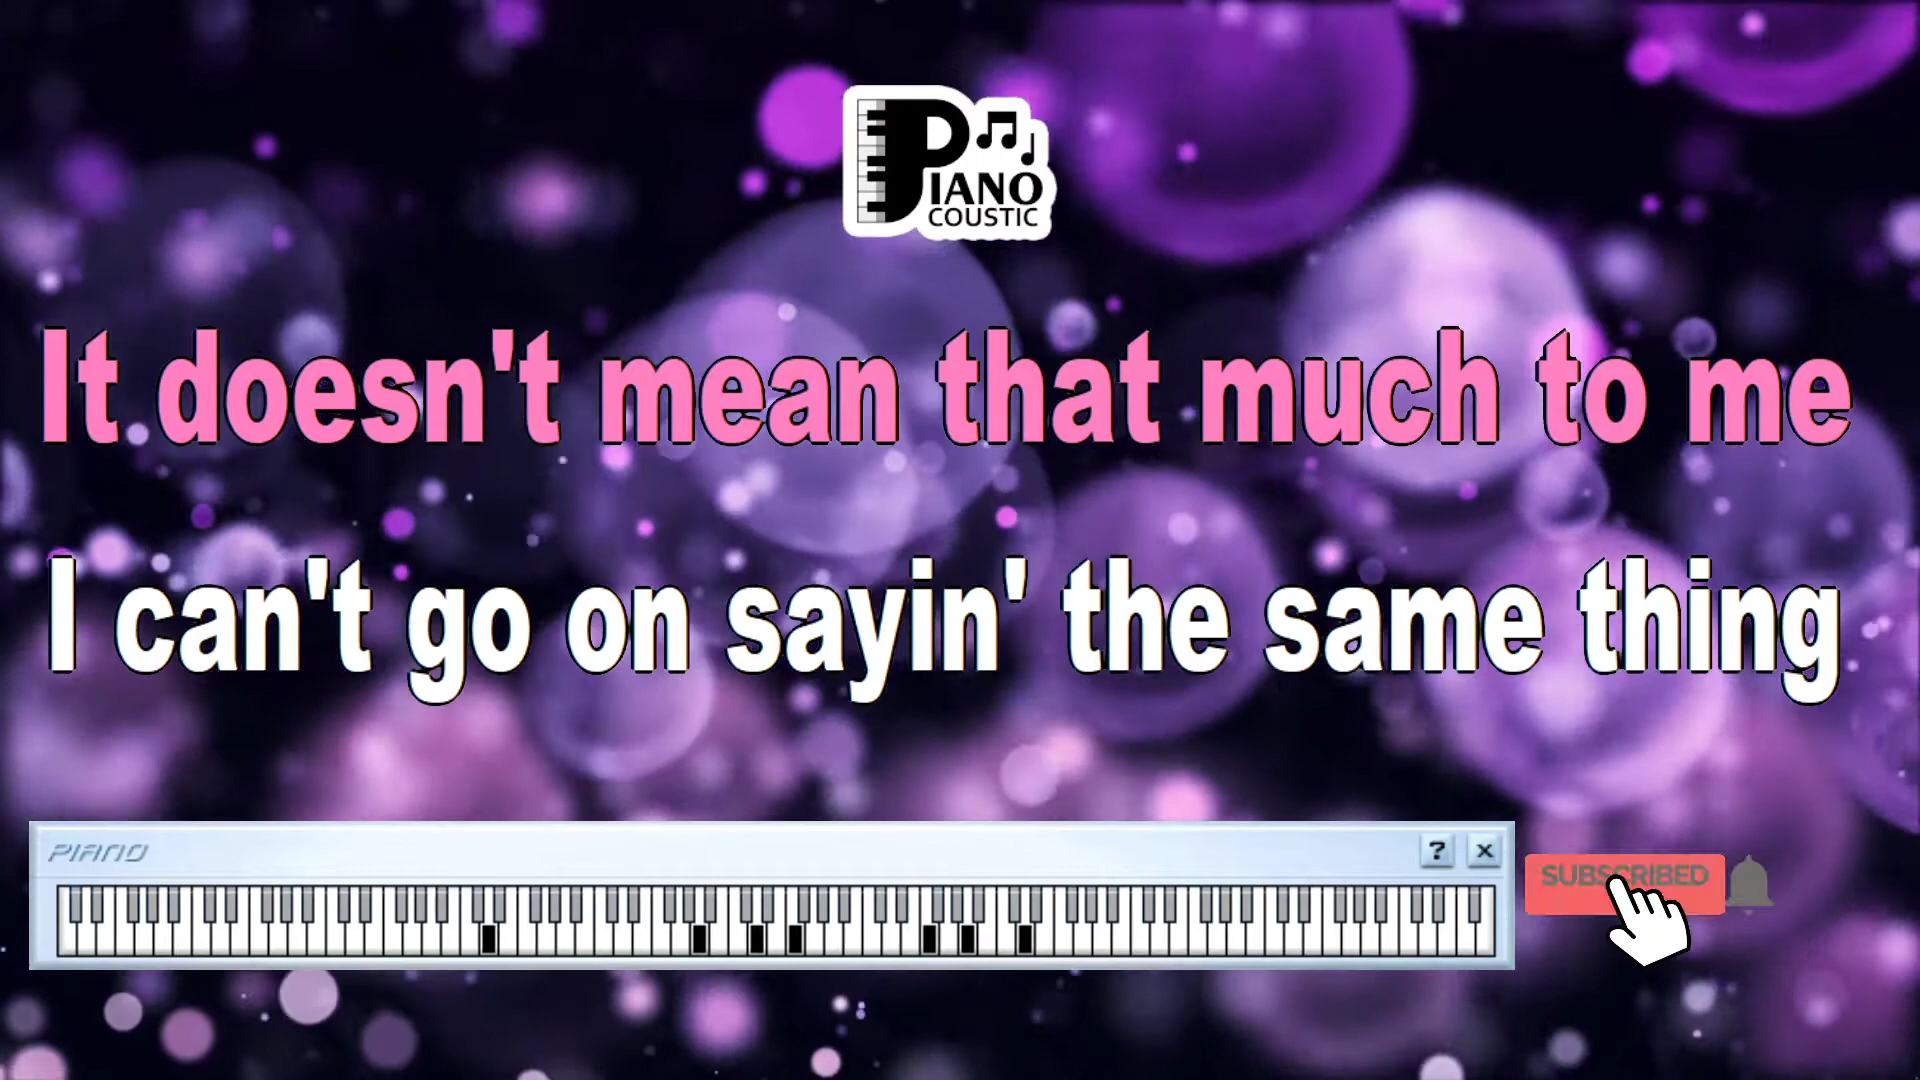 PIANO
COUSTIC
It doesn't mean that much to me
I can't go on sayin' the same thing
PIANO
? x
SUBSCRIBED